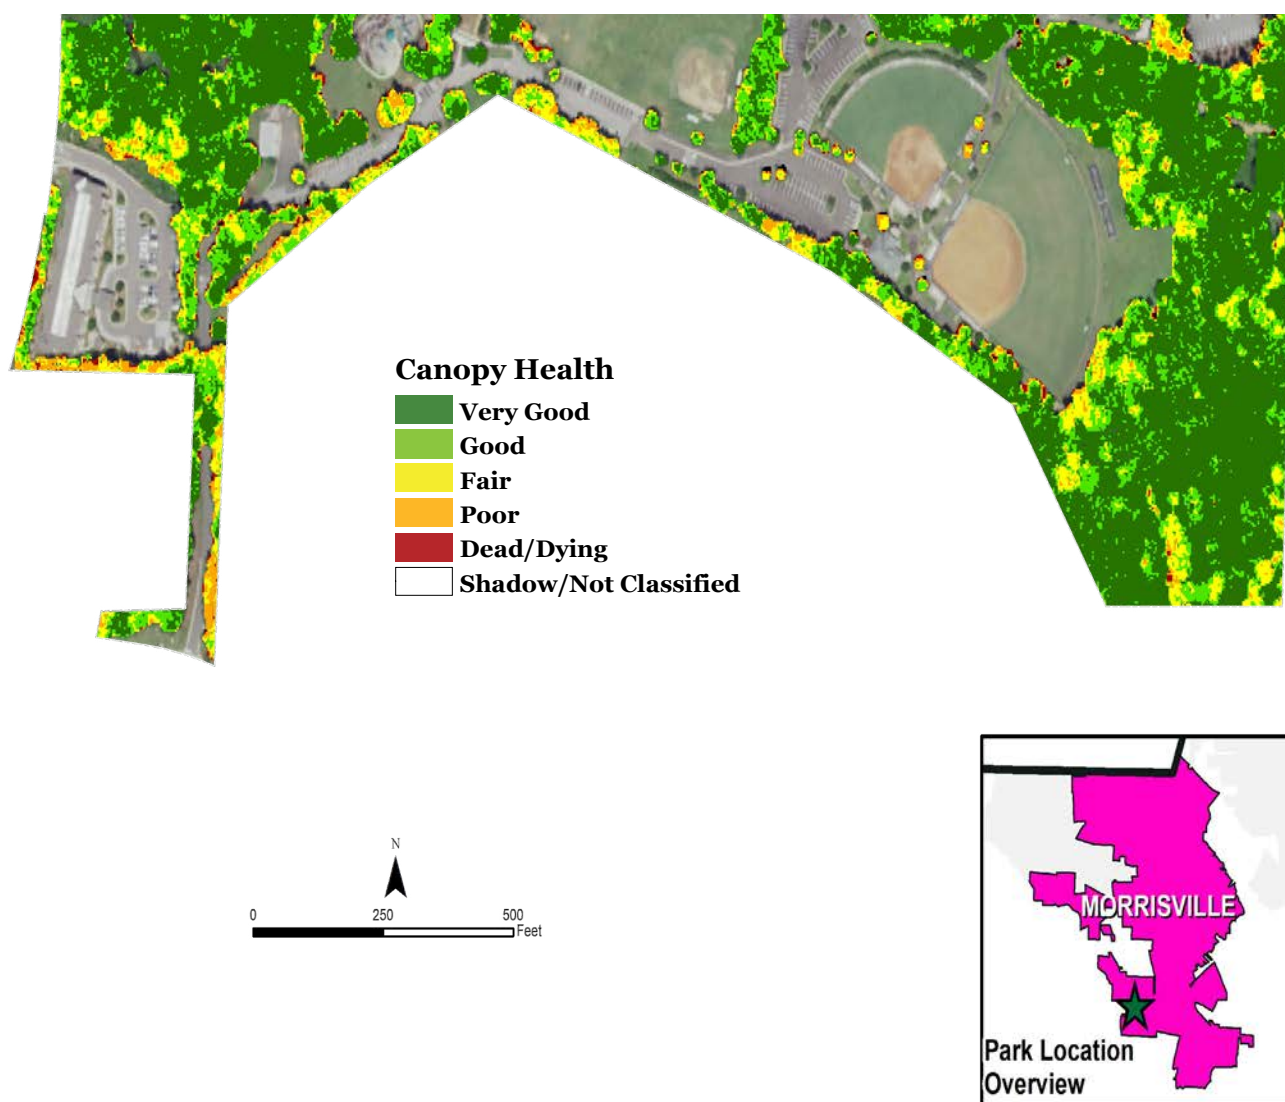 Canopy Health
Very Good
Good
Fair
Poor
Dead/Dying
Shadow/Not Classified
N
0 250 500
Feet
MORRISVILLE
Park Location
Overview